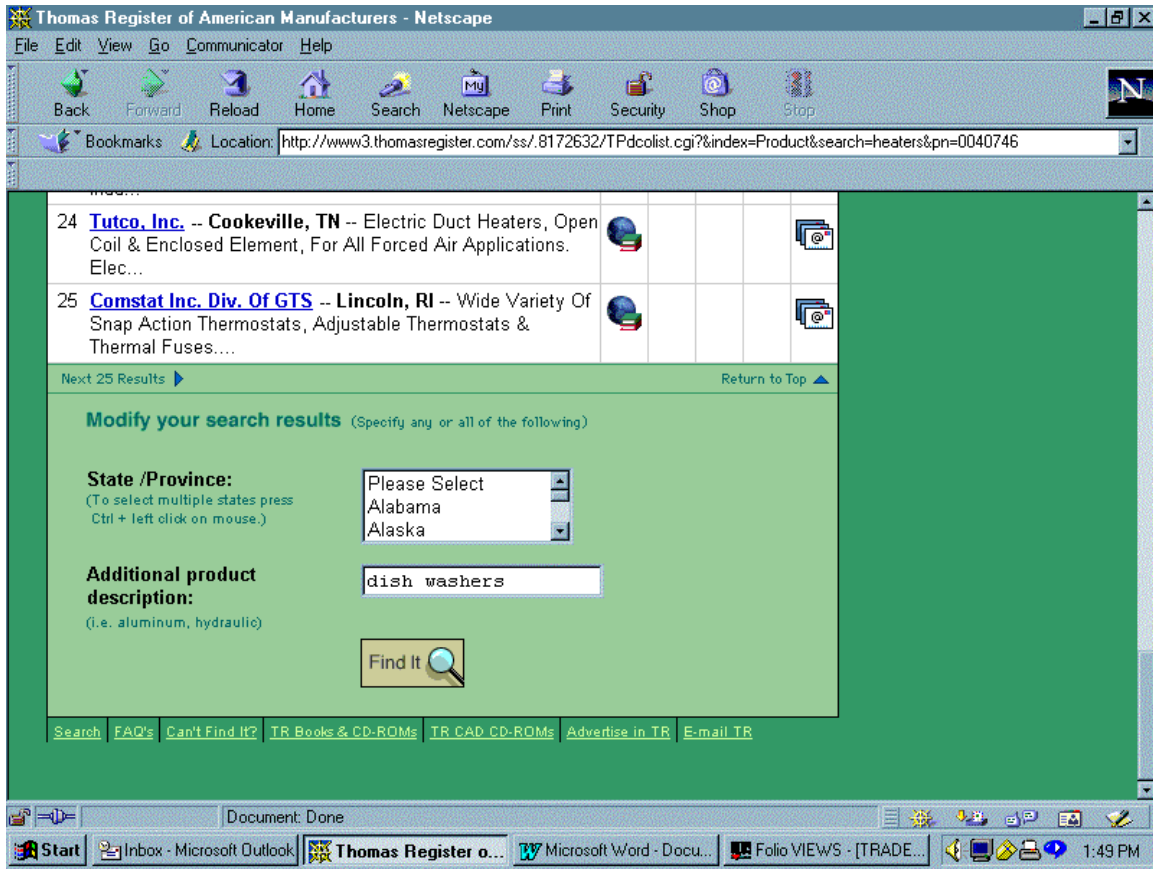 Thomas Register of American Manufacturers - Netscape
File Edit View Go Communicator Help
My
Back Forward Reload Home Search Netscape Print Security Shop Stop
N
Bookmarks Location: http://www3.thomasregister.com/ss/.8172632/TPdcolist.cgi?&index=Product&search=heaters&pn=0040746
24 Tutco, Inc. -- Cookeville, TN -- Electric Duct Heaters, Open
Coil & Enclosed Element, For All Forced Air Applications.
Elec...
25 Comstat Inc. Div. Of GTS -- Lincoln, RI -- Wide Variety Of
Snap Action Thermostats, Adjustable Thermostats &
Thermal Fuses....
Next 25 Results Return to Top
Modify your search results (Specify any or all of the following)
State /Province:
(To select multiple states press
Ctrl + left click on mouse.)
Please Select
Alabama
Alaska
Additional product
description:
(i.e. aluminum, hydraulic)
dish washers
Find It
Search FAQ's Can't Find It? TR Books & CD-ROMs TR CAD CD-ROMs Advertise in TR E-mail TR
Document: Done
Start Inbox - Microsoft Outlook Thomas Register o... Microsoft Word - Docu... Folio VIEWS - [TRADE... 1:49 PM